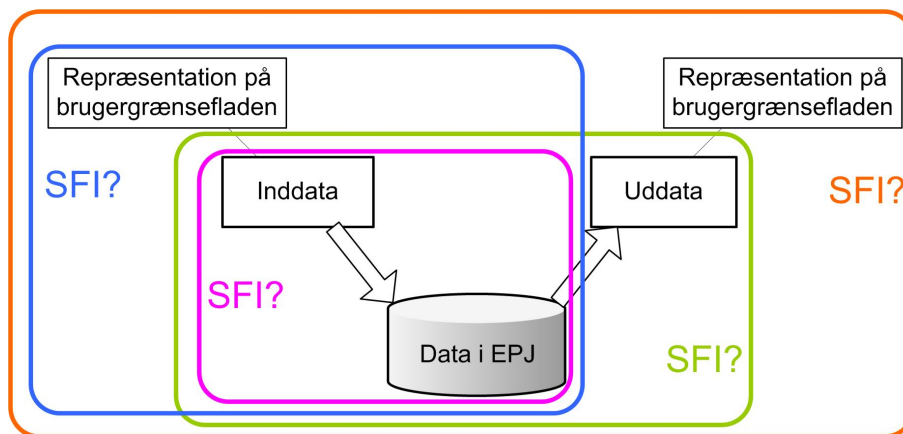 Repræsentation på
brugergrænsefladen
Repræsentation på
brugergrænsefladen
SFI?
Inddata
Uddata
SFI?
SFI?
Data i EPJ
SFI?